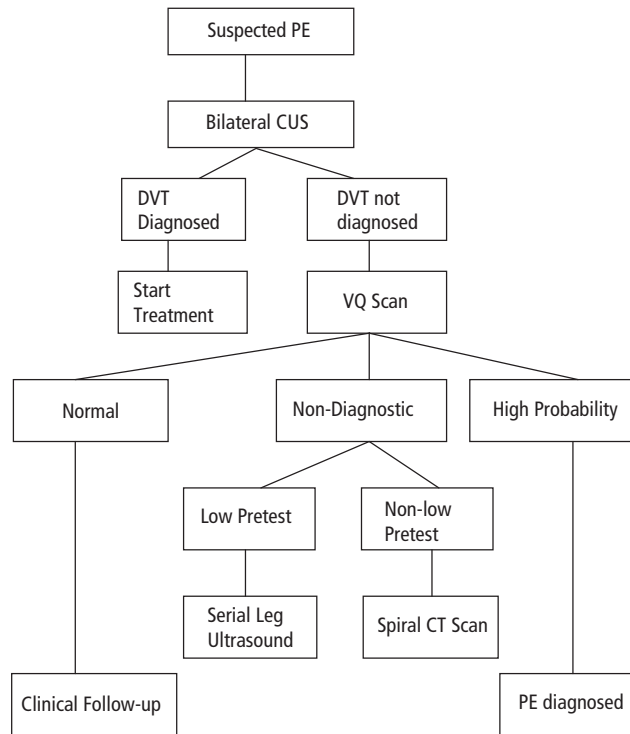 Suspected PE
Bilateral CUS
DVT
Diagnosed
DVT not
diagnosed
Start
Treatment
VQ Scan
Normal
Non-Diagnostic
High Probability
Low Pretest
Non-low
Pretest
Serial Leg
Ultrasound
Spiral CT Scan
Clinical Follow-up
PE diagnosed